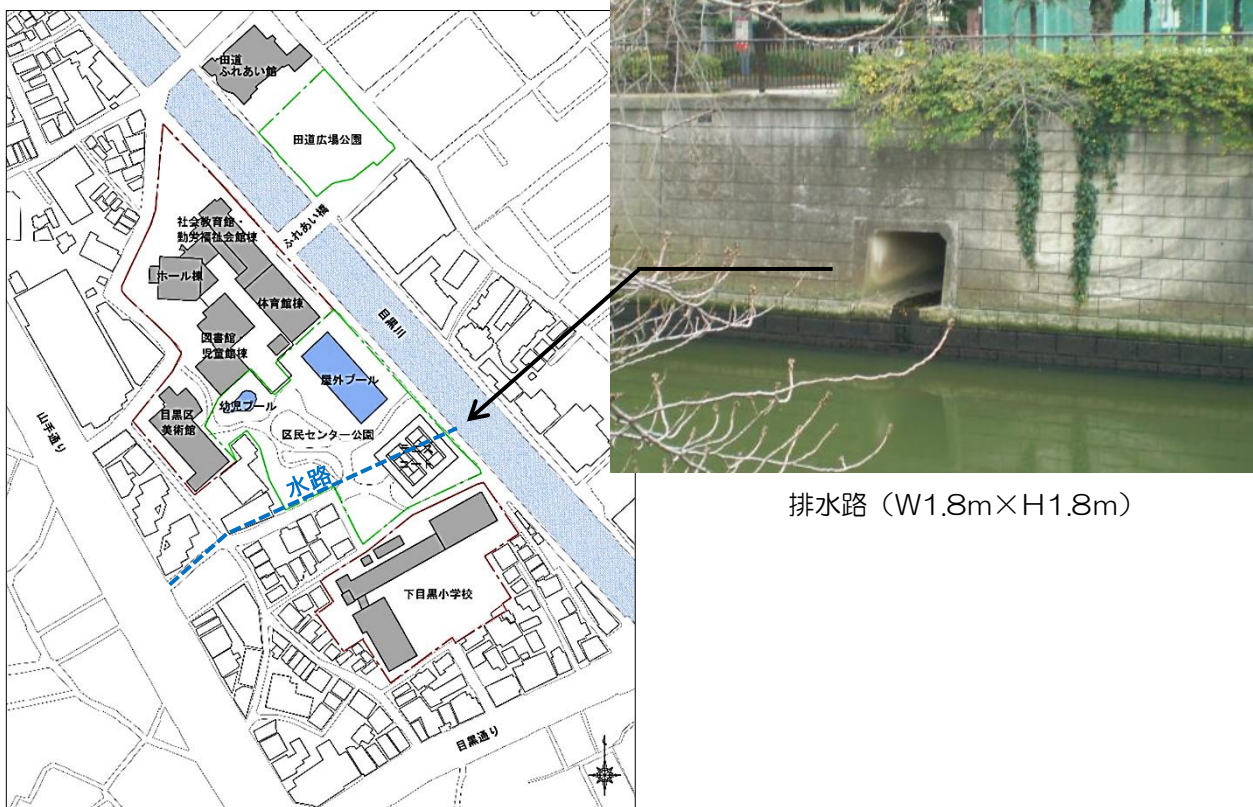 田道
ふれあい館
田道広場公園
社会教育館・
勤労福祉会館棟
ふれあい橋
ホール棟
体育館棟
目黒川
図書館
児童館棟
屋外プール
幼児プール
目黒区
美術館
山手通り
区民センター公園
水路
下目黒小学校
目黒通り
排水路（W1.8m×H1.8m）